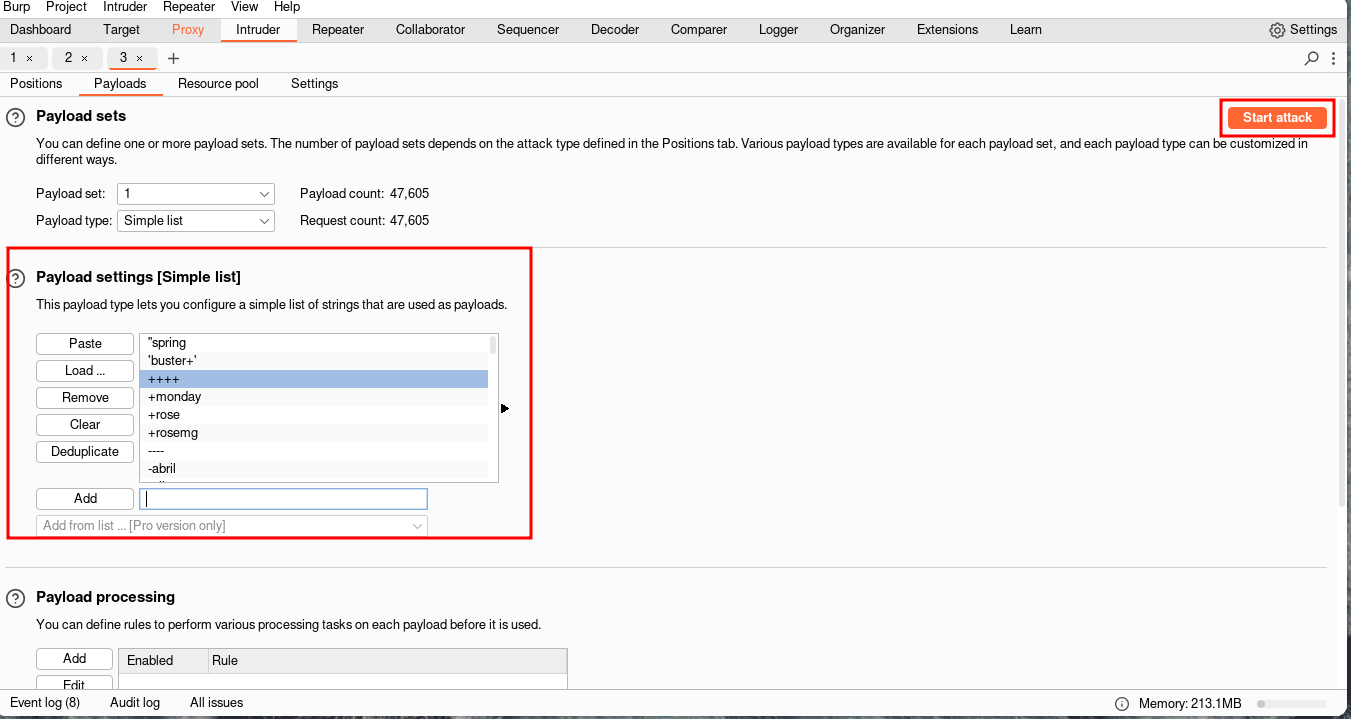 Burp Project Intruder Repeater View Help
Dashboard Target Proxy Intruder Repeater Collaborator Sequencer Decoder Comparer Logger Organizer Extensions Learn Settings
1 × 2 × 3 × +
Positions Payloads Resource pool Settings
? Payload sets Start attack
You can define one or more payload sets. The number of payload sets depends on the attack type defined in the Positions tab. Various payload types are available for each payload set, and each payload type can be customized in
different ways.
Payload set: 1 Payload count: 47,605
Payload type: Simple list Request count: 47,605
? Payload settings [Simple list]
This payload type lets you configure a simple list of strings that are used as payloads.
Paste
Load ...
Remove
Clear
Deduplicate
"spring
'buster+'
++++
+monday
+rose
+rosemg
----
-abril
Add
Add from list ... [Pro version only]
? Payload processing
You can define rules to perform various processing tasks on each payload before it is used.
Add Enabled Rule
Edit
Event log (8) Audit log All issues Memory: 213.1MB